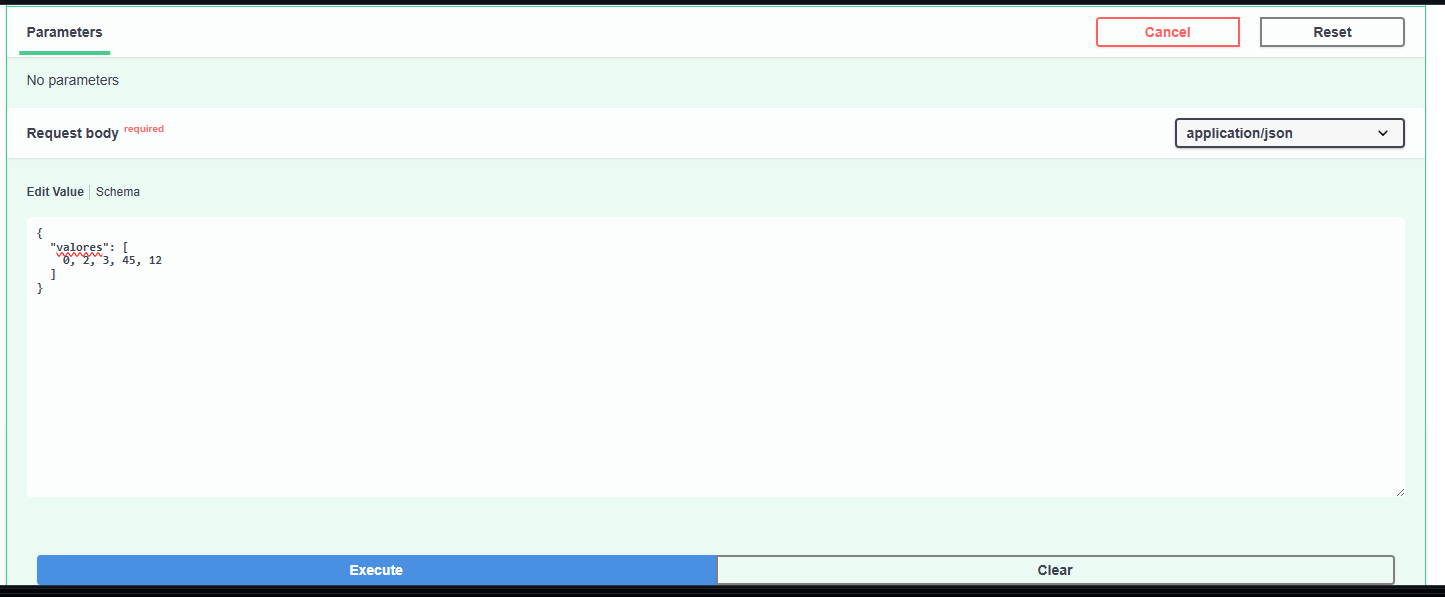 Parameters
Cancel
Reset
No parameters
Request body required
application/json
Edit Value
Schema
{
  "valores": [
    0, 2, 3, 45, 12
  ]
}
Execute
Clear